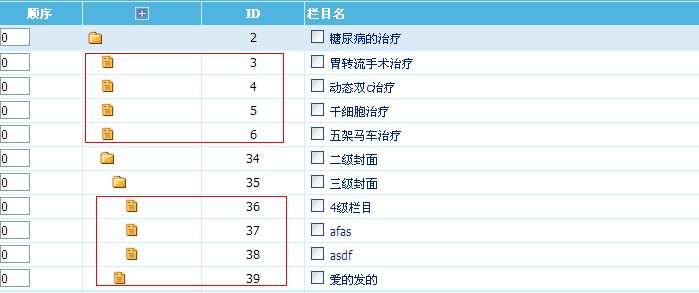 顺序 ID 栏目名
0 2 糖尿病的治疗
0 3 胃转流手术治疗
0 4 动态双c治疗
0 5 干细胞治疗
0 6 五架马车治疗
0 34 二级封面
0 35 三级封面
0 36 4级栏目
0 37 afas
0 38 asdf
0 39 爱的发的